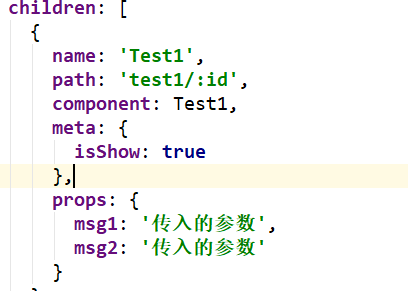 children: [
{
name: 'Test1',
path: 'test1/:id',
component: Test1,
meta: {
isShow: true
},
props: {
msg1: '传入的参数',
msg2: '传入的参数'
}